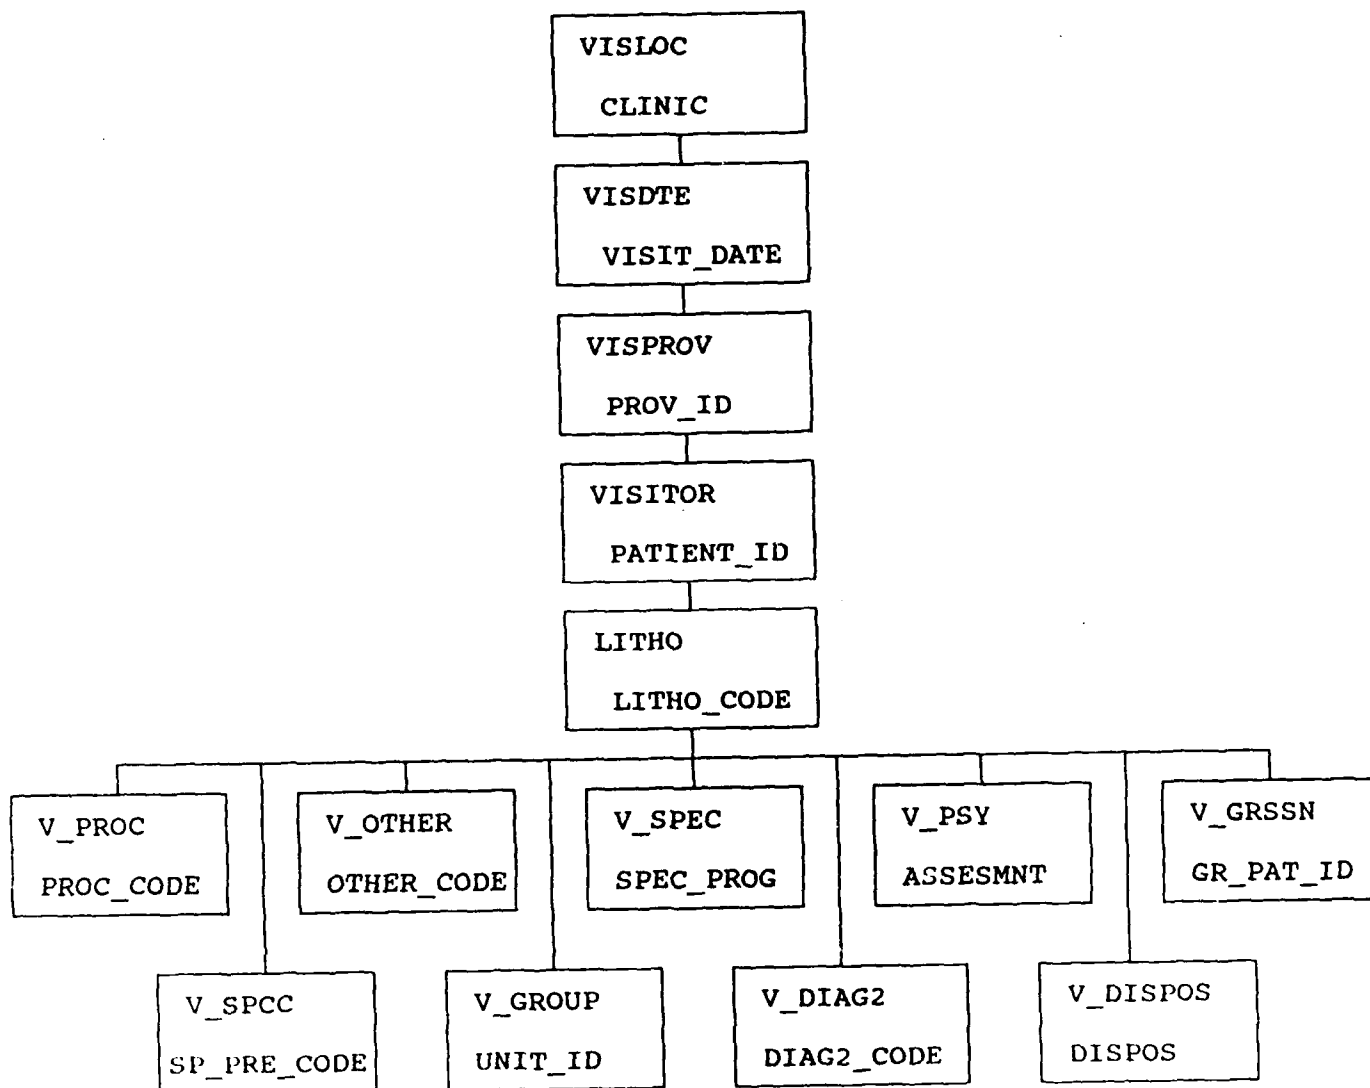 VISLOC
CLINIC
VISDTE
VISIT_DATE
VISPROV
PROV_ID
VISITOR
PATIENT_ID
LITHO
LITHO_CODE
V_PROC
PROC_CODE
V_OTHER
OTHER_CODE
V_SPEC
SPEC_PROG
V_PSY
ASSESMNT
V_GRSSN
GR_PAT_ID
V_SPCC
SP_PRE_CODE
V_GROUP
UNIT_ID
V_DIAG2
DIAG2_CODE
V_DISPOS
DISPOS